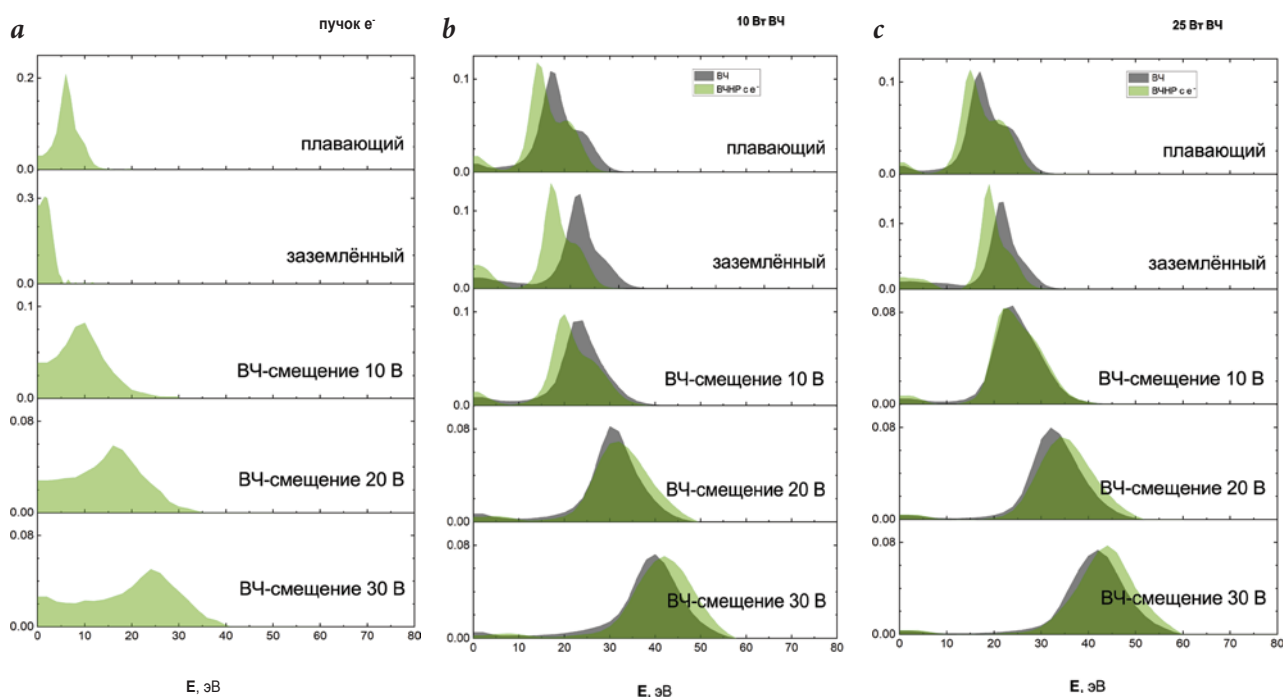 a
пучок e-
0.2
плавающий
0.0
0.3
заземлённый
0.0
0.1
ВЧ-смещение 10 В
0.0
0.08
ВЧ-смещение 20 В
0.00
0.08
ВЧ-смещение 30 В
0.00
0 10 20 30 40 50 60 70 80
E, эВ
b
10 Вт ВЧ
ВЧ
ВЧНР с e-
0.1
плавающий
0.0
0.1
заземлённый
0.0
0.1
ВЧ-смещение 10 В
0.0
0.08
ВЧ-смещение 20 В
0.00
0.08
ВЧ-смещение 30 В
0.00
0 10 20 30 40 50 60 70 80
E, эВ
c
25 Вт ВЧ
ВЧ
ВЧНР с e-
0.1
плавающий
0.0
0.1
заземлённый
0.0
0.08
ВЧ-смещение 10 В
0.00
0.08
ВЧ-смещение 20 В
0.00
0.08
ВЧ-смещение 30 В
0.00
0 10 20 30 40 50 60 70 80
E, эВ